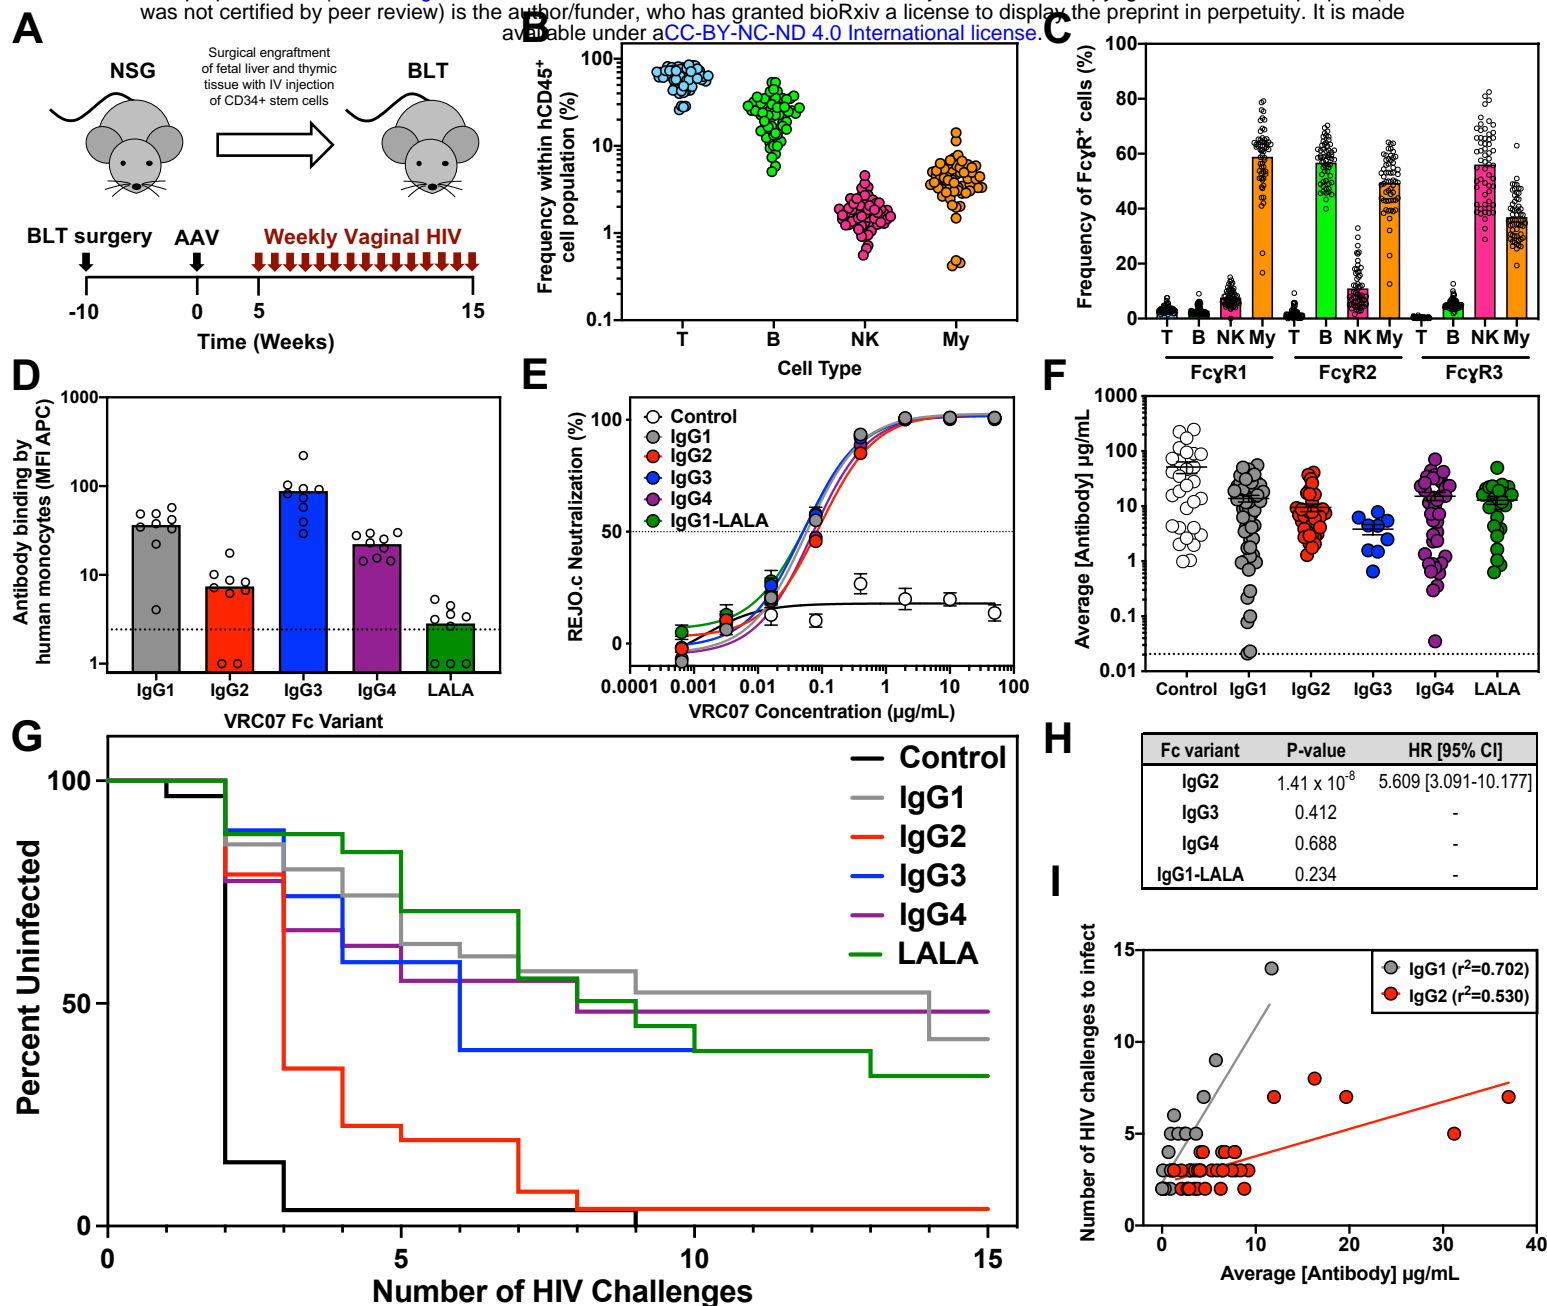 was not certified by peer review) is the author/funder, who has granted bioRxiv a license to display the preprint in perpetuity. It is made
available under aCC-BY-NC-ND 4.0 International license.
A
NSG
Surgical engraftment
of fetal liver and thymic
tissue with IV injection
of CD34+ stem cells
BLT
BLT surgery
AAV
Weekly Vaginal HIV
-10
0
5
15
Time (Weeks)
B
Frequency within hCD45+
cell population (%)
100
10
1
0.1
T
B
NK
My
Cell Type
C
Frequency of FcɣR+ cells (%)
100
80
60
40
20
0
T B NK My T B NK My T B NK My
FcɣR1
FcɣR2
FcɣR3
D
Antibody binding by
human monocytes (MFI APC)
1000
100
10
1
IgG1
IgG2
IgG3
IgG4
LALA
VRC07 Fc Variant
E
REJO.c Neutralization (%)
100
50
0
Control
IgG1
IgG2
IgG3
IgG4
IgG1-LALA
0.0001
0.001
0.01
0.1
1
10
100
VRC07 Concentration (µg/mL)
F
Average [Antibody] µg/mL
1000
100
10
1
0.1
0.01
Control
IgG1
IgG2
IgG3
IgG4
LALA
G
Percent Uninfected
100
50
0
Control
IgG1
IgG2
IgG3
IgG4
LALA
0
5
10
15
Number of HIV Challenges
H
Fc variant P-value HR [95% CI]
IgG2 1.41 x 10-8 5.609 [3.091-10.177]
IgG3 0.412 -
IgG4 0.688 -
IgG1-LALA 0.234 -
I
Number of HIV challenges to infect
15
10
5
0
IgG1 (r2=0.702)
IgG2 (r2=0.530)
0
10
20
30
40
Average [Antibody] µg/mL